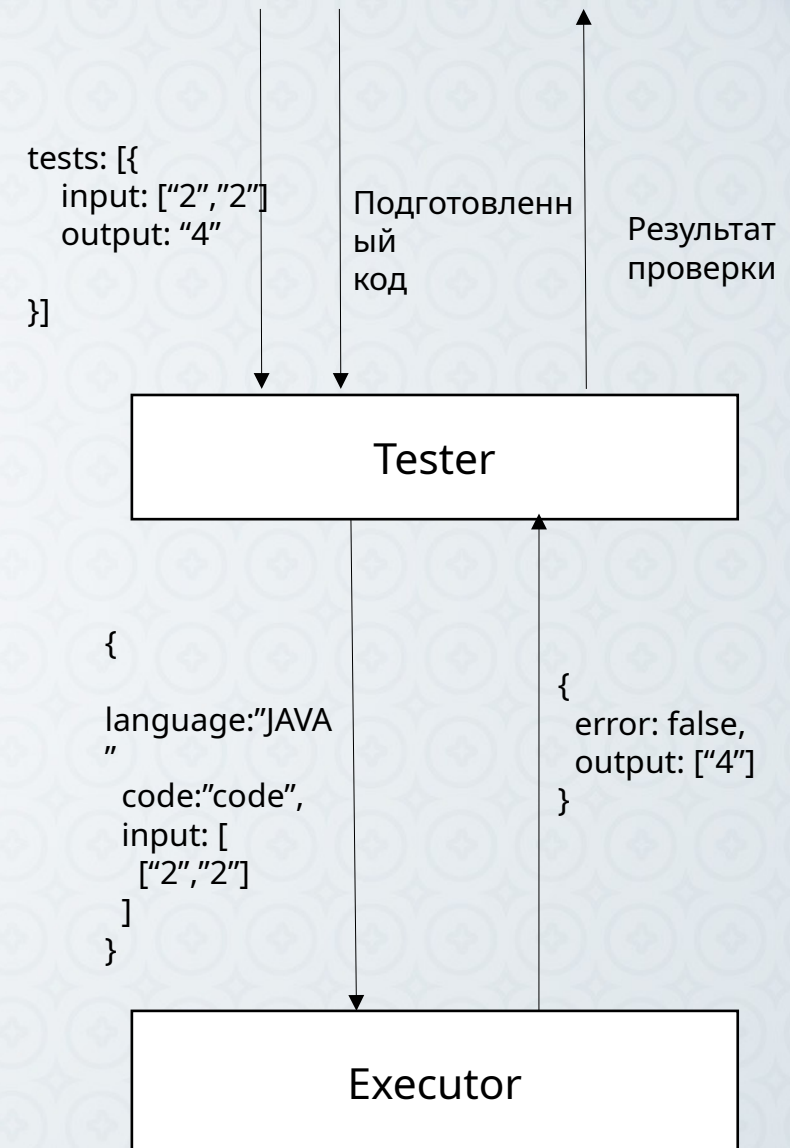 tests: [{
input: [“2”,”2”]
output: “4”
}]
Подготовленн
ый
код
Результат
проверки
Tester
{
language:”JAVA
”
code:”code”,
input: [
[“2”,”2”]
]
}
{
error: false,
output: [“4”]
}
Executor